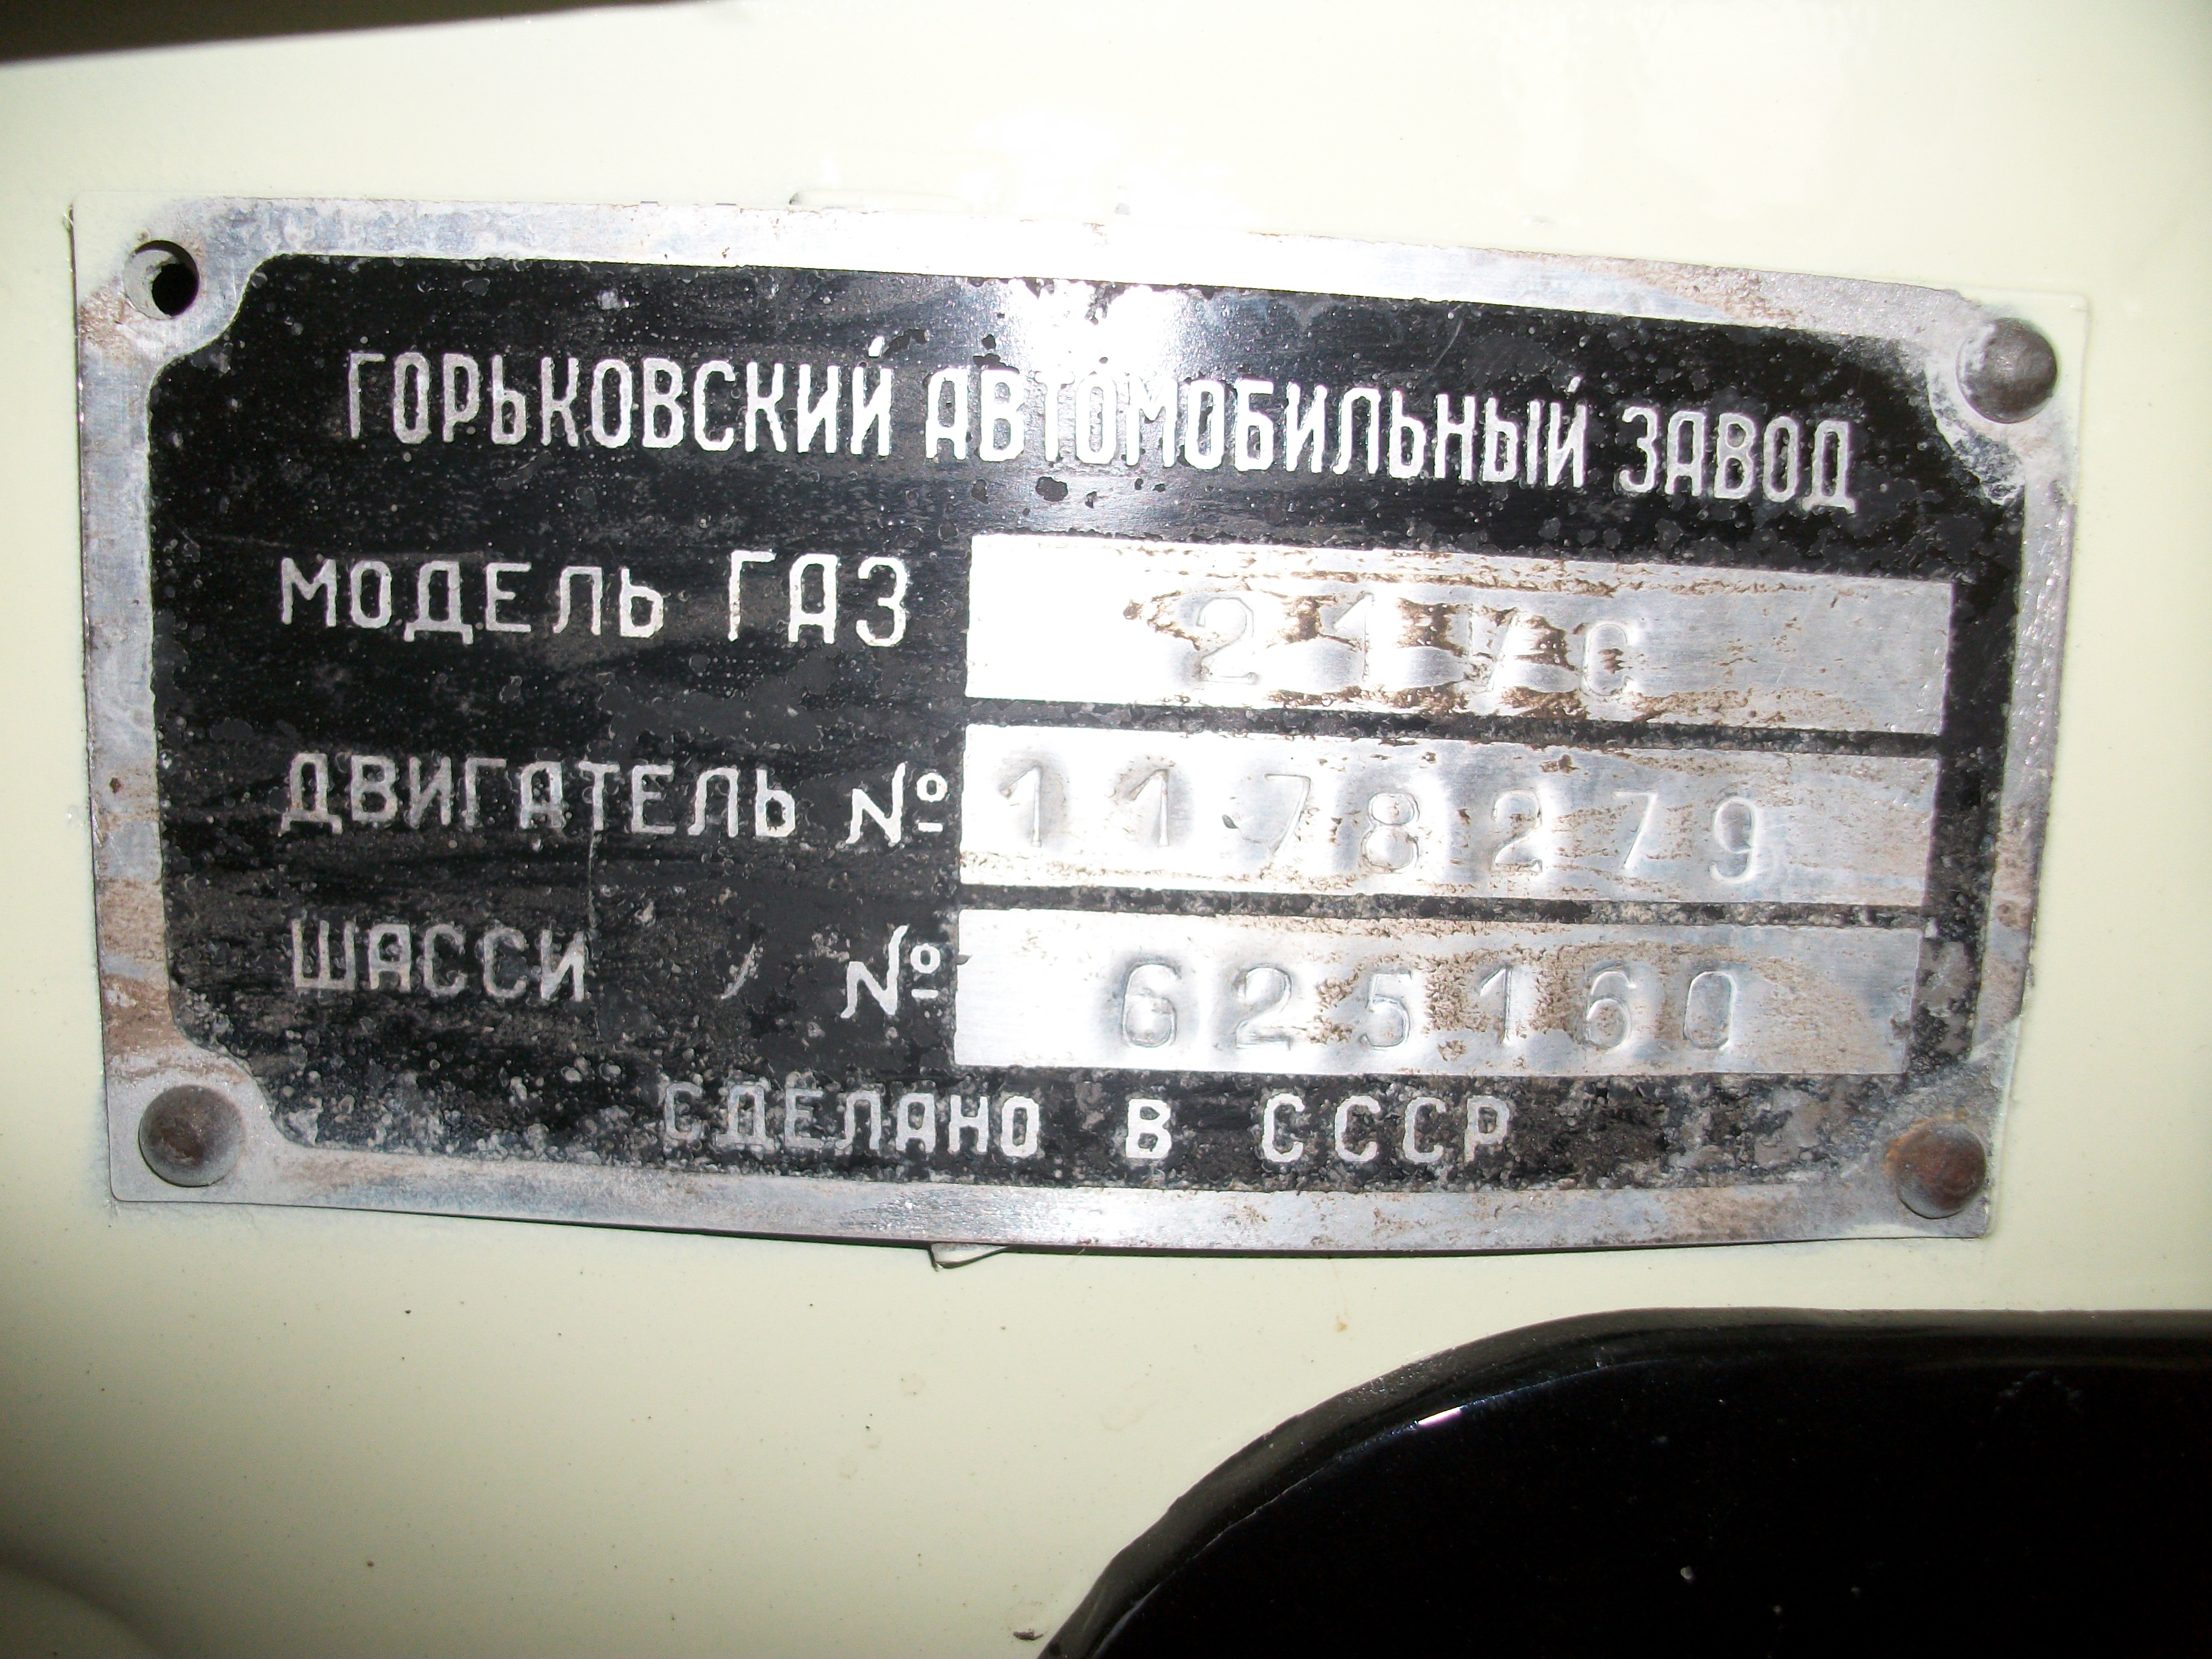 ГОРЬКОВСКИЙ АВТОМОБИЛЬНЫЙ ЗАВОД
МОДЕЛЬ ГАЗ
ДВИГАТЕЛЬ № 1178279
ШАССИ № 625160
СДЕЛАНО В СССР